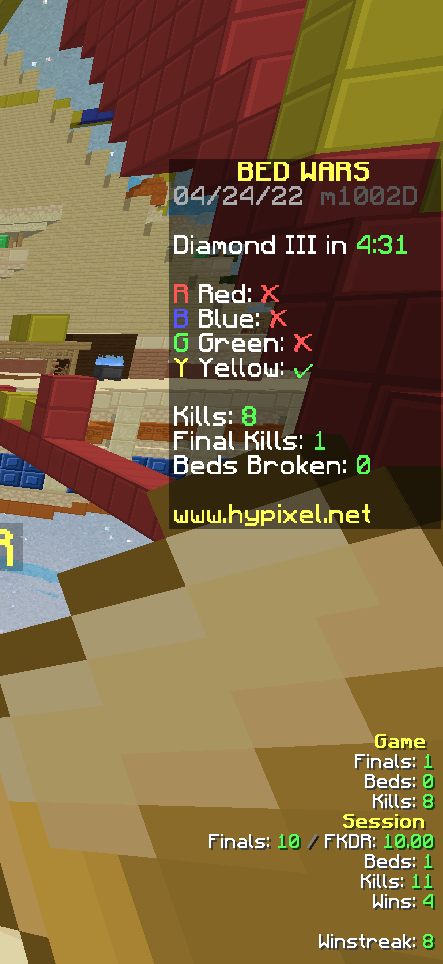 BED WARS
04/24/22 m1002D
Diamond III in 4:31
R Red: ✗
B Blue: ✗
G Green: ✗
Y Yellow: ✓
Kills: 8
Final Kills: 1
Beds Broken: 0
www.hypixel.net
R
Game
Finals: 1
Beds: 0
Kills: 8
Session
Finals: 10 / FKDR: 10.00
Beds: 1
Kills: 11
Wins: 4
Winstreak: 8